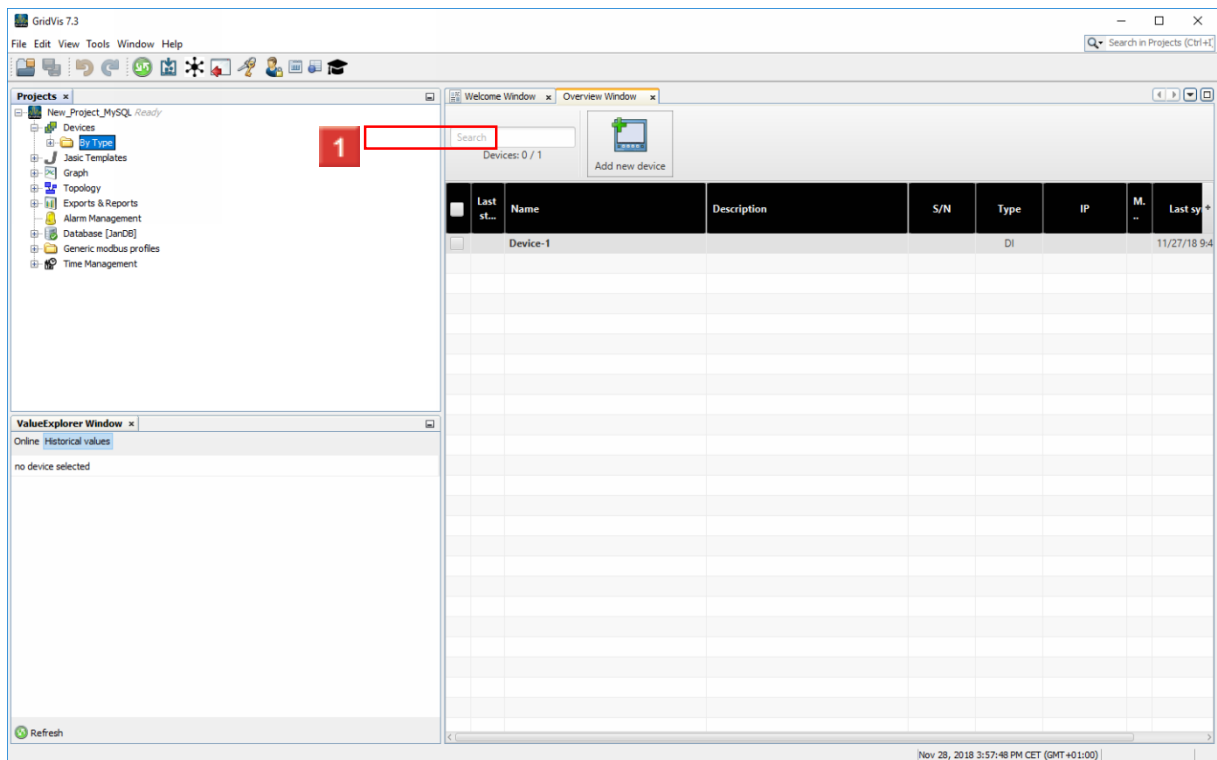 GridVis 7.3
File Edit View Tools Window Help
Search in Projects (Ctrl+I)
Projects
New_Project_MySQL Ready
Devices
By Type
Jasic Templates
Graph
Topology
Exports & Reports
Alarm Management
Database [JanDB]
Generic modbus profiles
Time Management
1
ValueExplorer Window
Online Historical values
no device selected
Refresh
Welcome Window Overview Window
Search
Devices: 0 / 1
Add new device
Last st... Name Description S/N Type IP M. .. Last sy
Device-1 DI 11/27/18 9:4
Nov 28, 2018 3:57:48 PM CET (GMT+01:00)